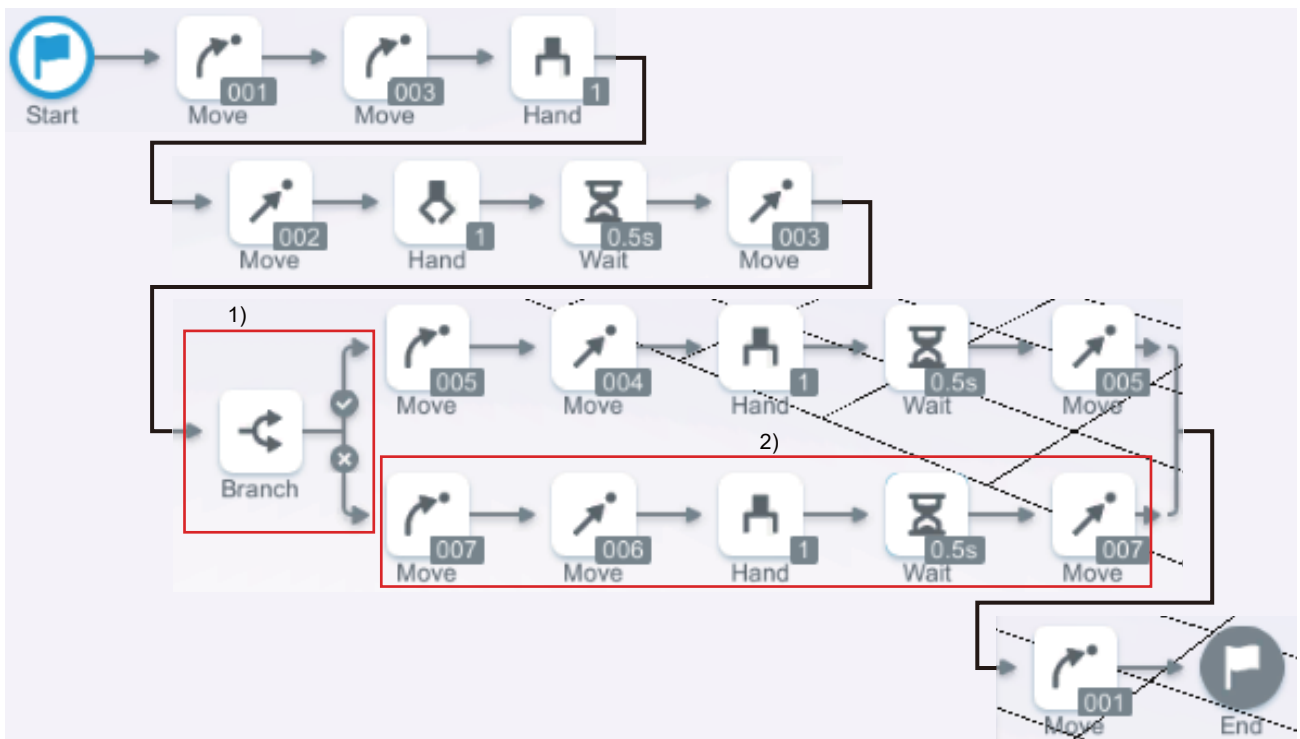 001 003 1
Start Move Move Hand
002 1 0.5s 003
Move Hand Wait Move
1)
005 004 1 0.5s 005
Move Move Hand Wait Move
2)
Branch
007 006 1 0.5s 007
Move Move Hand Wait Move
001
Move End